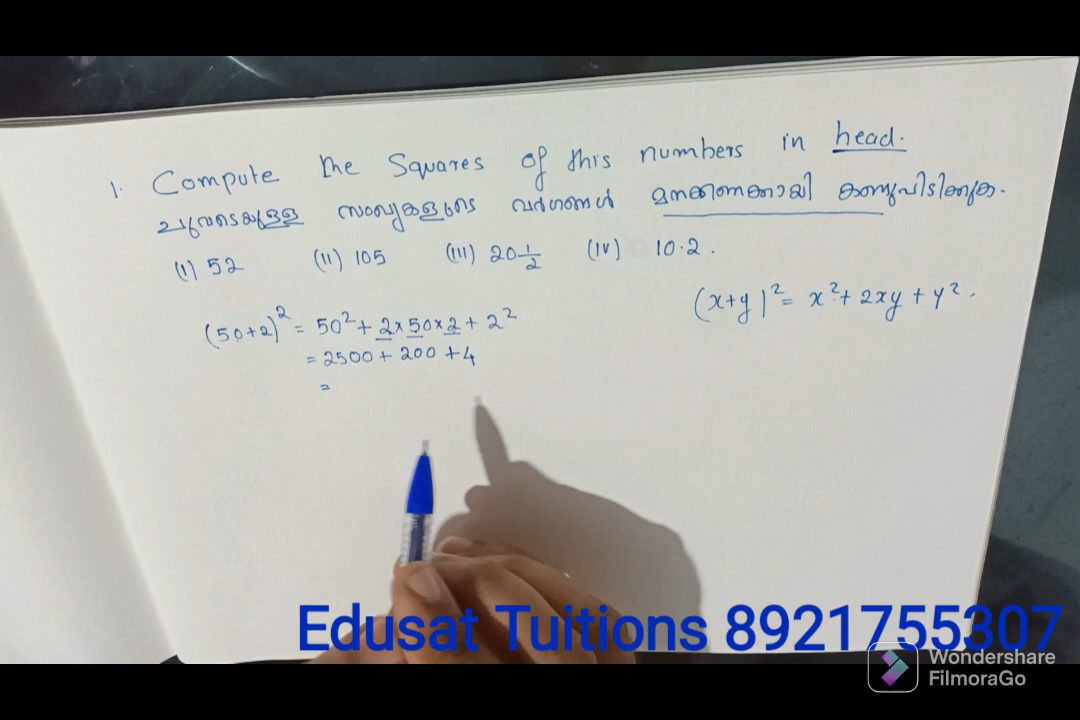 1. Compute the Squares of this numbers in head.
ചുവടെയുള്ള സംഖ്യകളുടെ വർഗങ്ങൾ മനക്കണക്കായി കണ്ടുപിടിക്കുക.
(I) 52 (II) 105 (III) 20 1/2 (IV) 10.2.
(x+y)² = x² + 2xy + y².
(50+2)² = 50² + 2×50×2 + 2²
= 2500 + 200 + 4
=
Edusat Tuitions 8921755307
Wondershare
FilmoraGo